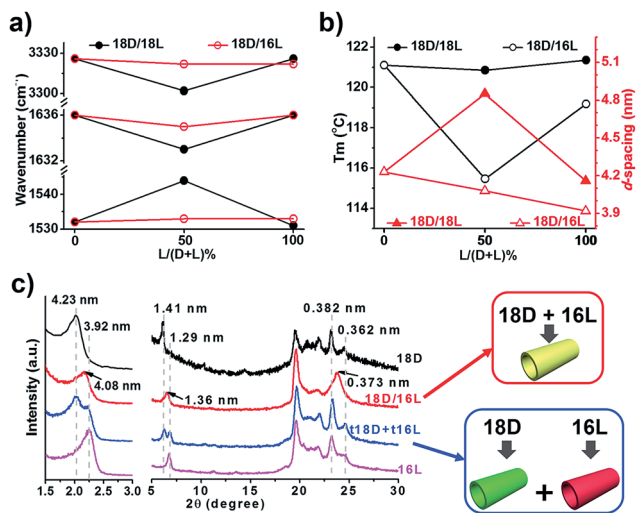 a)
18D/18L 18D/16L
Wavenumber (cm⁻¹)
3320
3300
1636
1632
1540
1530
0 50 100
L/(D+L)%
b)
18D/18L 18D/16L
Tm (°C)
122
121
120
118
116
114
5.1
4.8
4.5
4.2
3.9
d-spacing (nm)
18D/18L 18D/16L
0 50 100
L/(D+L)%
c)
Intensity (a.u.)
4.23 nm
3.92 nm
4.08 nm
1.41 nm
1.29 nm
1.36 nm
0.382 nm
0.362 nm
0.373 nm
18D
18D/16L
t18D+t16L
16L
1.5 2.0 2.5 3.0 5 10 15 20 25 30
2θ (degree)
18D + 16L
18D 16L
+